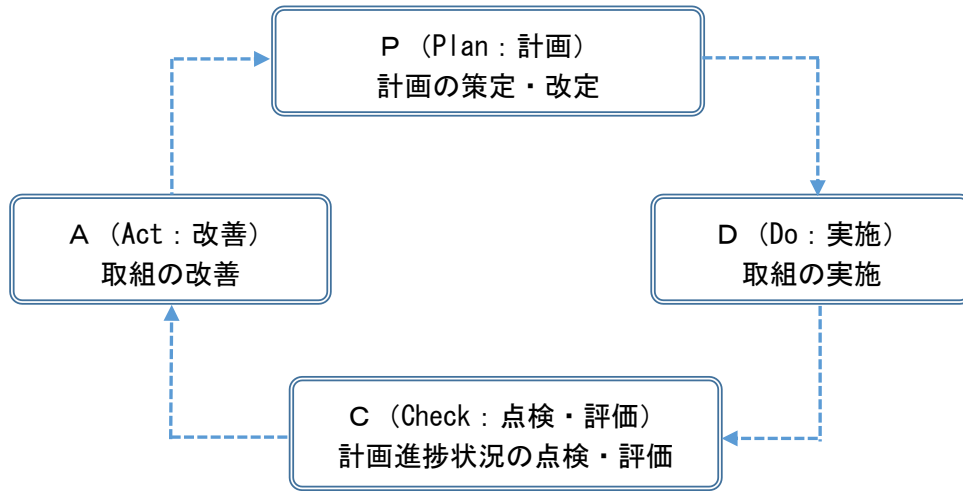 Ｐ（Plan：計画）
計画の策定・改定
Ａ（Act：改善）
取組の改善
Ｄ（Do：実施）
取組の実施
Ｃ（Check：点検・評価）
計画進捗状況の点検・評価